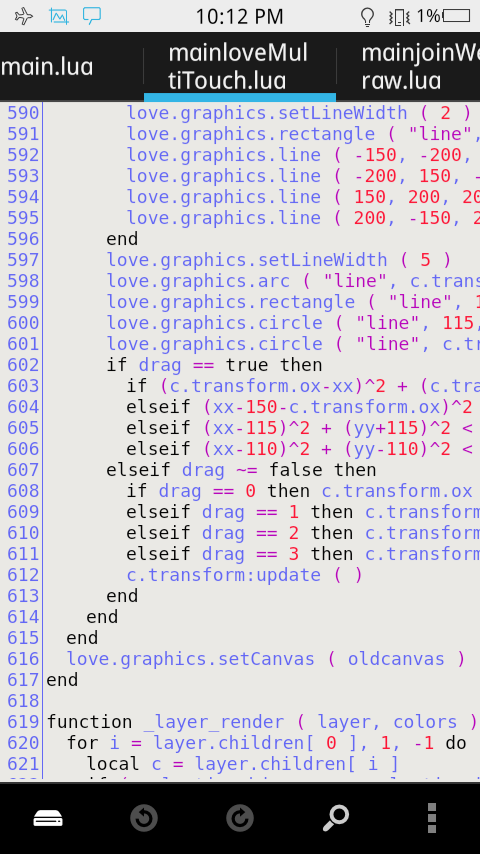 10:12 PM 1%
main.lua
mainloveMul
tiTouch.lua
mainjoinWe
raw.lua
590 love.graphics.setLineWidth ( 2 )
591 love.graphics.rectangle ( "line",
592 love.graphics.line ( -150, -200,
593 love.graphics.line ( -200, 150, -
594 love.graphics.line ( 150, 200, 20
595 love.graphics.line ( 200, -150, 2
596 end
597 love.graphics.setLineWidth ( 5 )
598 love.graphics.arc ( "line", c.trans
599 love.graphics.rectangle ( "line", 1
600 love.graphics.circle ( "line", 115,
601 love.graphics.circle ( "line", c.tr
602 if drag == true then
603 if (c.transform.ox-xx)^2 + (c.tra
604 elseif (xx-150-c.transform.ox)^2
605 elseif (xx-115)^2 + (yy+115)^2 <
606 elseif (xx-110)^2 + (yy-110)^2 <
607 elseif drag ~= false then
608 if drag == 0 then c.transform.ox
609 elseif drag == 1 then c.transform
610 elseif drag == 2 then c.transform
611 elseif drag == 3 then c.transform
612 c.transform:update ( )
613 end
614 end
615 end
616 love.graphics.setCanvas ( oldcanvas )
617 end
618
619 function _layer_render ( layer, colors )
620 for i = layer.children[ 0 ], 1, -1 do
621 local c = layer.children[ i ]